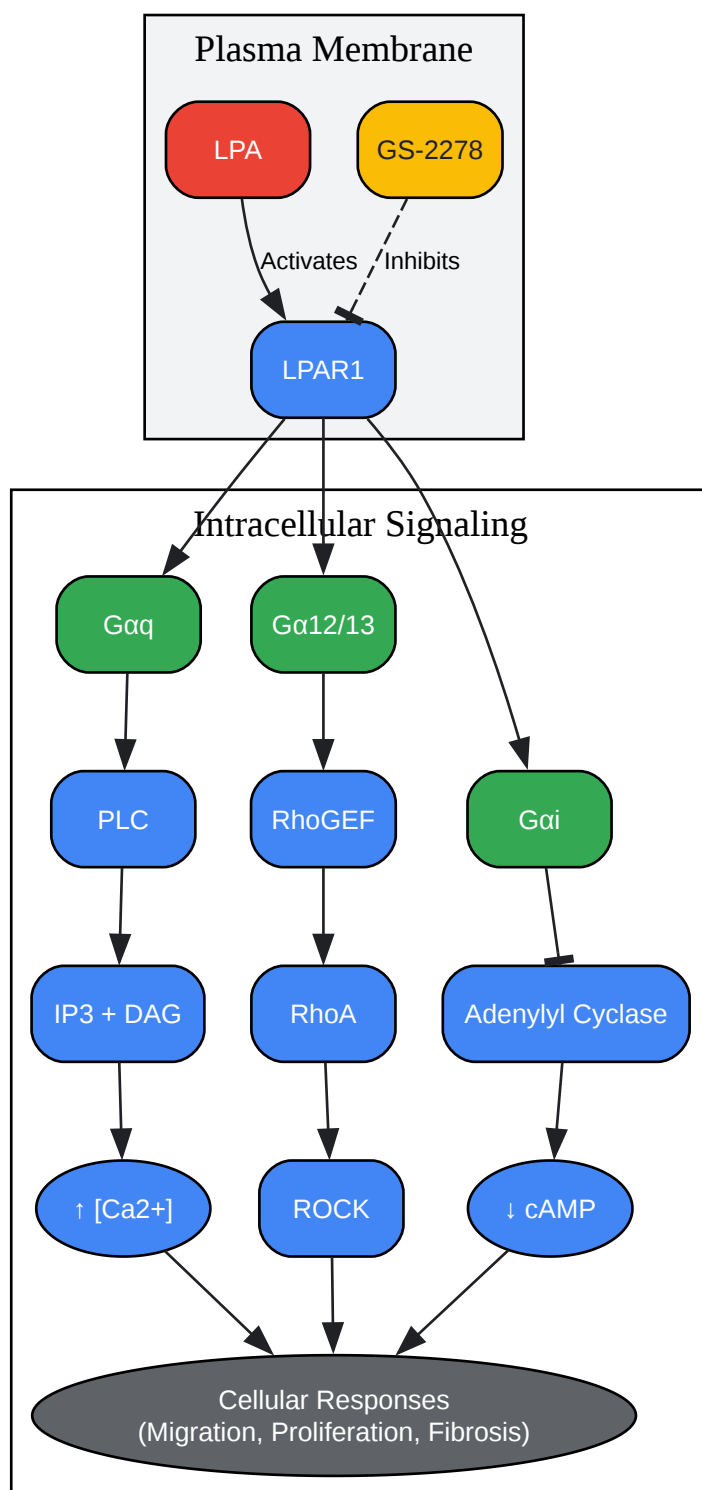 Plasma Membrane
LPA
GS-2278
Activates
Inhibits
LPAR1
Intracellular Signaling
Gαq
Gα12/13
PLC
RhoGEF
Gαi
IP3 + DAG
RhoA
Adenylyl Cyclase
↑ [Ca2+]
ROCK
↓ cAMP
Cellular Responses
(Migration, Proliferation, Fibrosis)